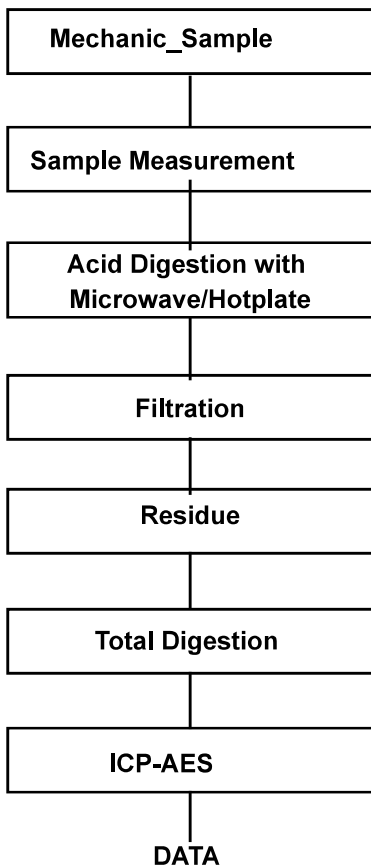 Mechanic_Sample
Sample Measurement
Acid Digestion with
Microwave/Hotplate
Filtration
Residue
Total Digestion
ICP-AES
DATA